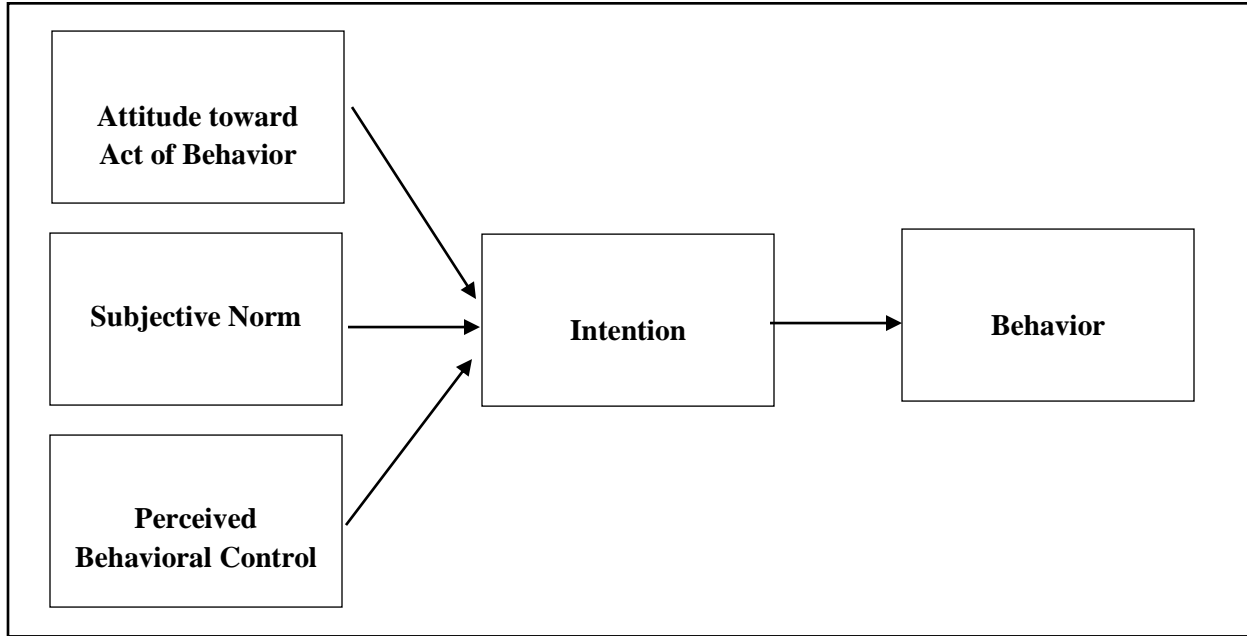 Attitude toward
Act of Behavior
Subjective Norm
Perceived
Behavioral Control
Intention
Behavior